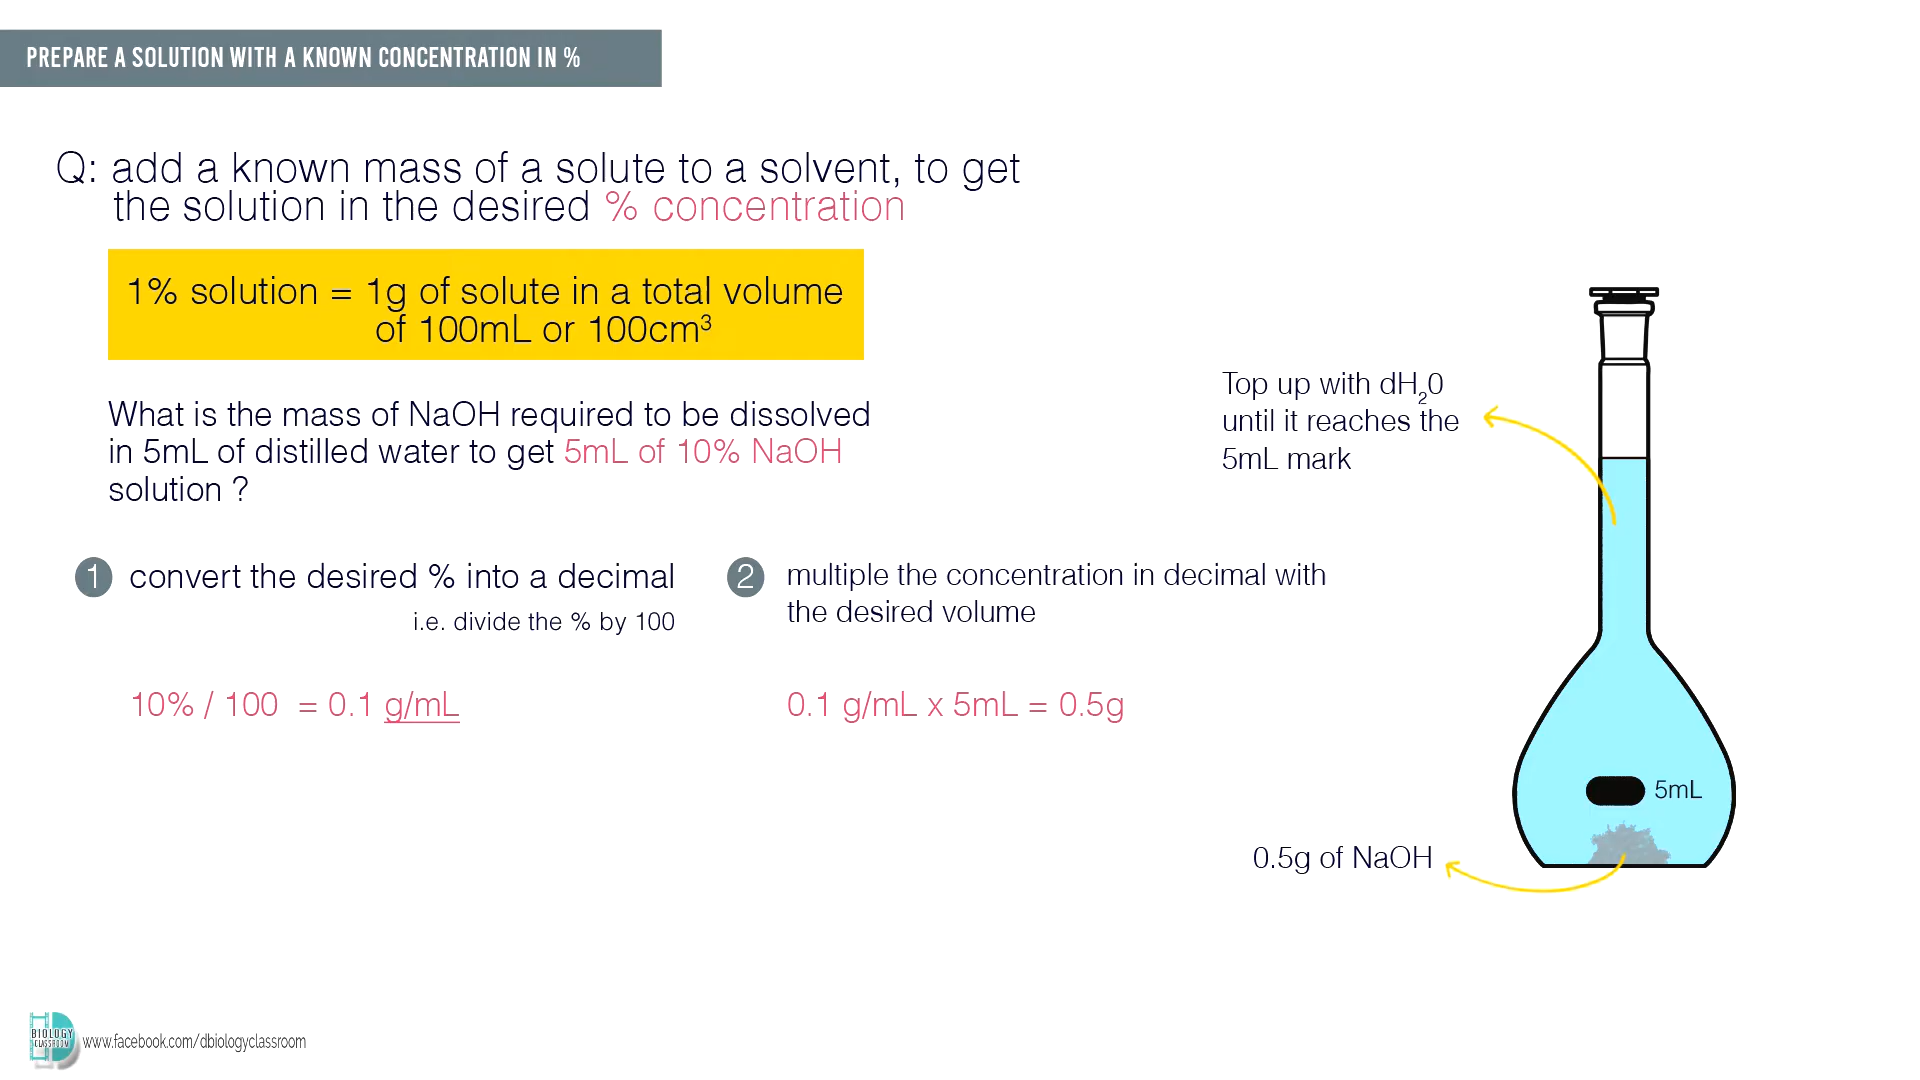 PREPARE A SOLUTION WITH A KNOWN CONCENTRATION IN %
Q: add a known mass of a solute to a solvent, to get
the solution in the desired % concentration
1% solution = 1g of solute in a total volume
of 100mL or 100cm³
What is the mass of NaOH required to be dissolved
in 5mL of distilled water to get 5mL of 10% NaOH
solution ?
1 convert the desired % into a decimal
i.e. divide the % by 100
10% / 100 = 0.1 g/mL
2 multiple the concentration in decimal with
the desired volume
0.1 g/mL x 5mL = 0.5g
Top up with dH₂0
until it reaches the
5mL mark
5mL
0.5g of NaOH
BIOLOGY
CLASSROOM
www.facebook.com/dbiologyclassroom